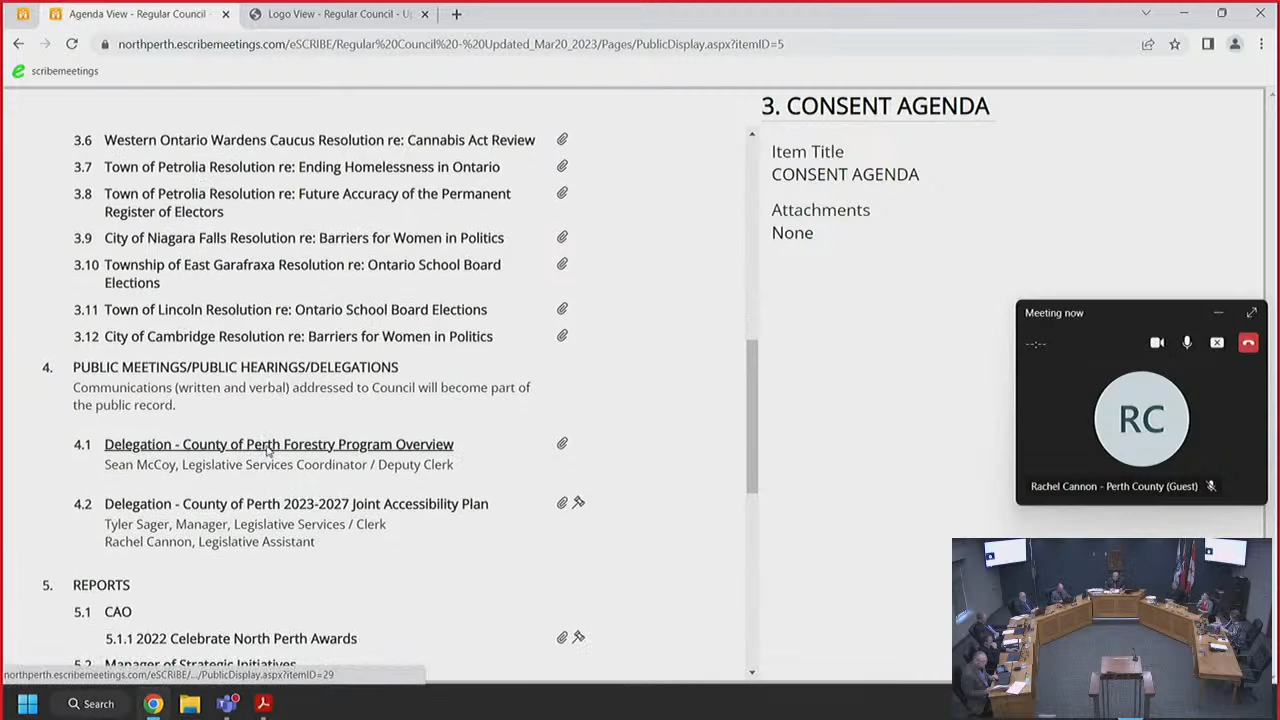 Agenda View - Regular Council
Logo View - Regular Council - U
northperth.escribemeetings.com/eSCRIBE/Regular%20Council%20-%20Updated_Mar20_2023/Pages/PublicDisplay.aspx?itemID=5
escribemeetings
3.6 Western Ontario Wardens Caucus Resolution re: Cannabis Act Review
3.7 Town of Petrolia Resolution re: Ending Homelessness in Ontario
3.8 Town of Petrolia Resolution re: Future Accuracy of the Permanent
Register of Electors
3.9 City of Niagara Falls Resolution re: Barriers for Women in Politics
3.10 Township of East Garafraxa Resolution re: Ontario School Board
Elections
3.11 Town of Lincoln Resolution re: Ontario School Board Elections
3.12 City of Cambridge Resolution re: Barriers for Women in Politics
4. PUBLIC MEETINGS/PUBLIC HEARINGS/DELEGATIONS
Communications (written and verbal) addressed to Council will become part of
the public record.
4.1 Delegation - County of Perth Forestry Program Overview
Sean McCoy, Legislative Services Coordinator / Deputy Clerk
4.2 Delegation - County of Perth 2023-2027 Joint Accessibility Plan
Tyler Sager, Manager, Legislative Services / Clerk
Rachel Cannon, Legislative Assistant
5. REPORTS
5.1 CAO
5.1.1 2022 Celebrate North Perth Awards
5.2 Manager of Strategic Initiatives
3. CONSENT AGENDA
Item Title
CONSENT AGENDA
Attachments
None
Meeting now
--:--
RC
Rachel Cannon - Perth County (Guest)
northperth.escribemeetings.com/eSCRIBE/.../PublicDisplay.aspx?itemID=29
Search